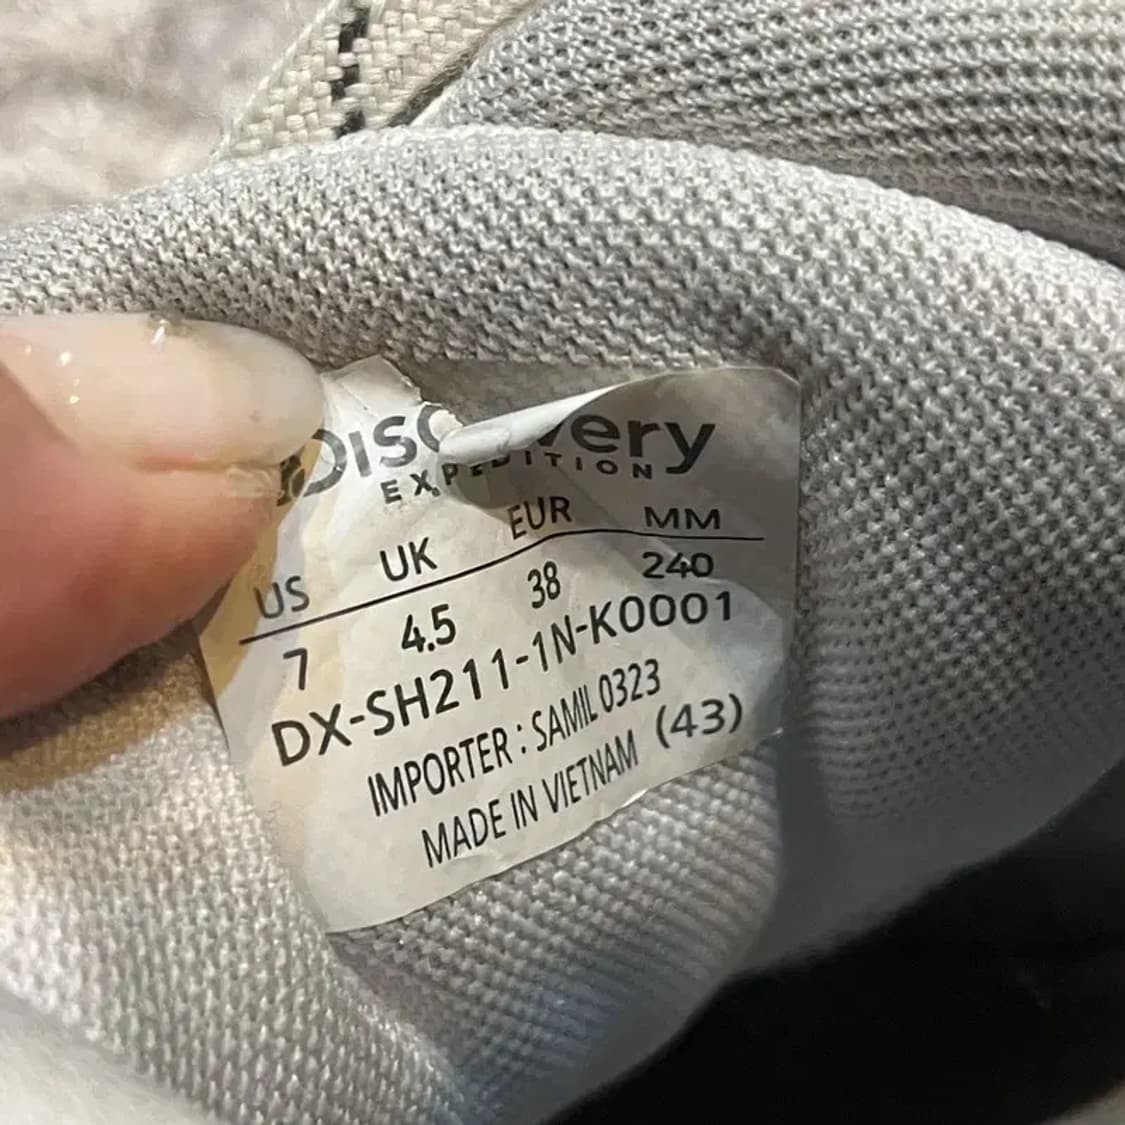 Discovery
EXPEDITION
US UK EUR MM
7 4.5 38 240
DX-SH211-1N-K0001
IMPORTER : SAMIL 0323
MADE IN VIETNAM (43)